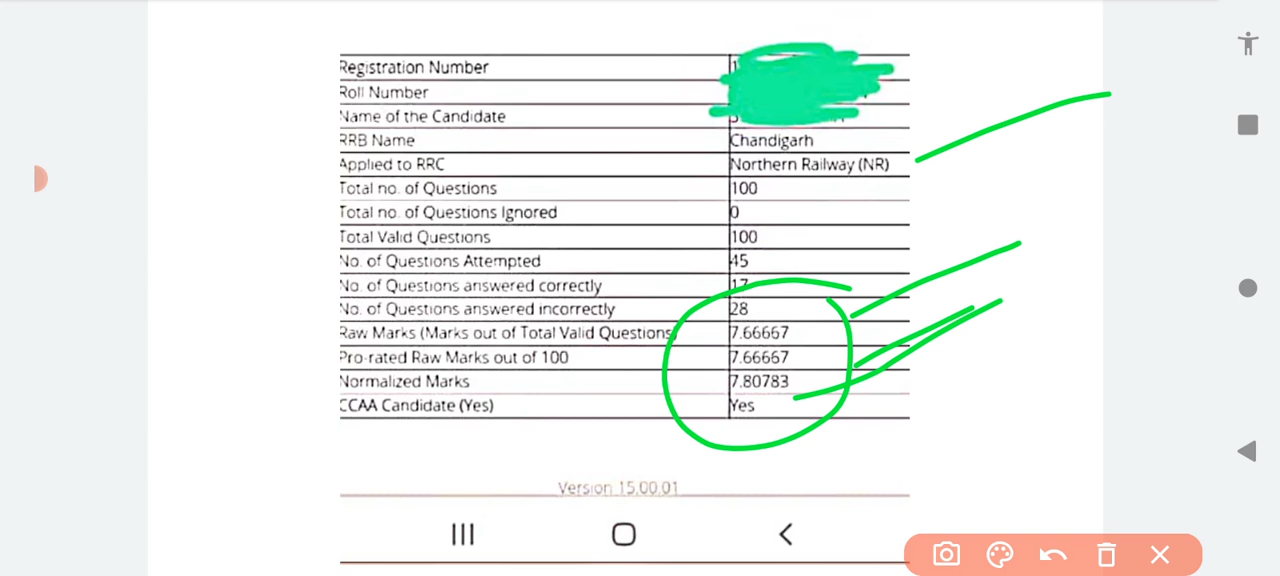 Registration Number
Roll Number
Name of the Candidate
RRB Name Chandigarh
Applied to RRC Northern Railway (NR)
Total no. of Questions 100
Total no. of Questions Ignored 0
Total Valid Questions 100
No. of Questions Attempted 45
No. of Questions answered correctly 17
No. of Questions answered incorrectly 28
Raw Marks (Marks out of Total Valid Questions) 7.66667
Pro-rated Raw Marks out of 100 7.66667
Normalized Marks 7.80783
CCAA Candidate (Yes) Yes
Version 15.00.01